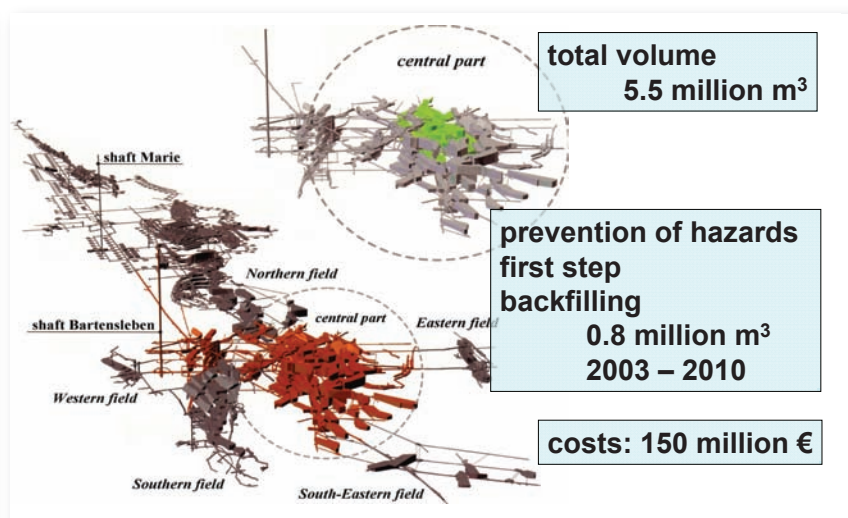 central part
total volume
5.5 million m³
shaft Marie
prevention of hazards
first step
backfilling
0.8 million m³
2003 – 2010
Northern field
shaft Bartensleben
central part
Eastern field
Western field
costs: 150 million €
Southern field
South-Eastern field